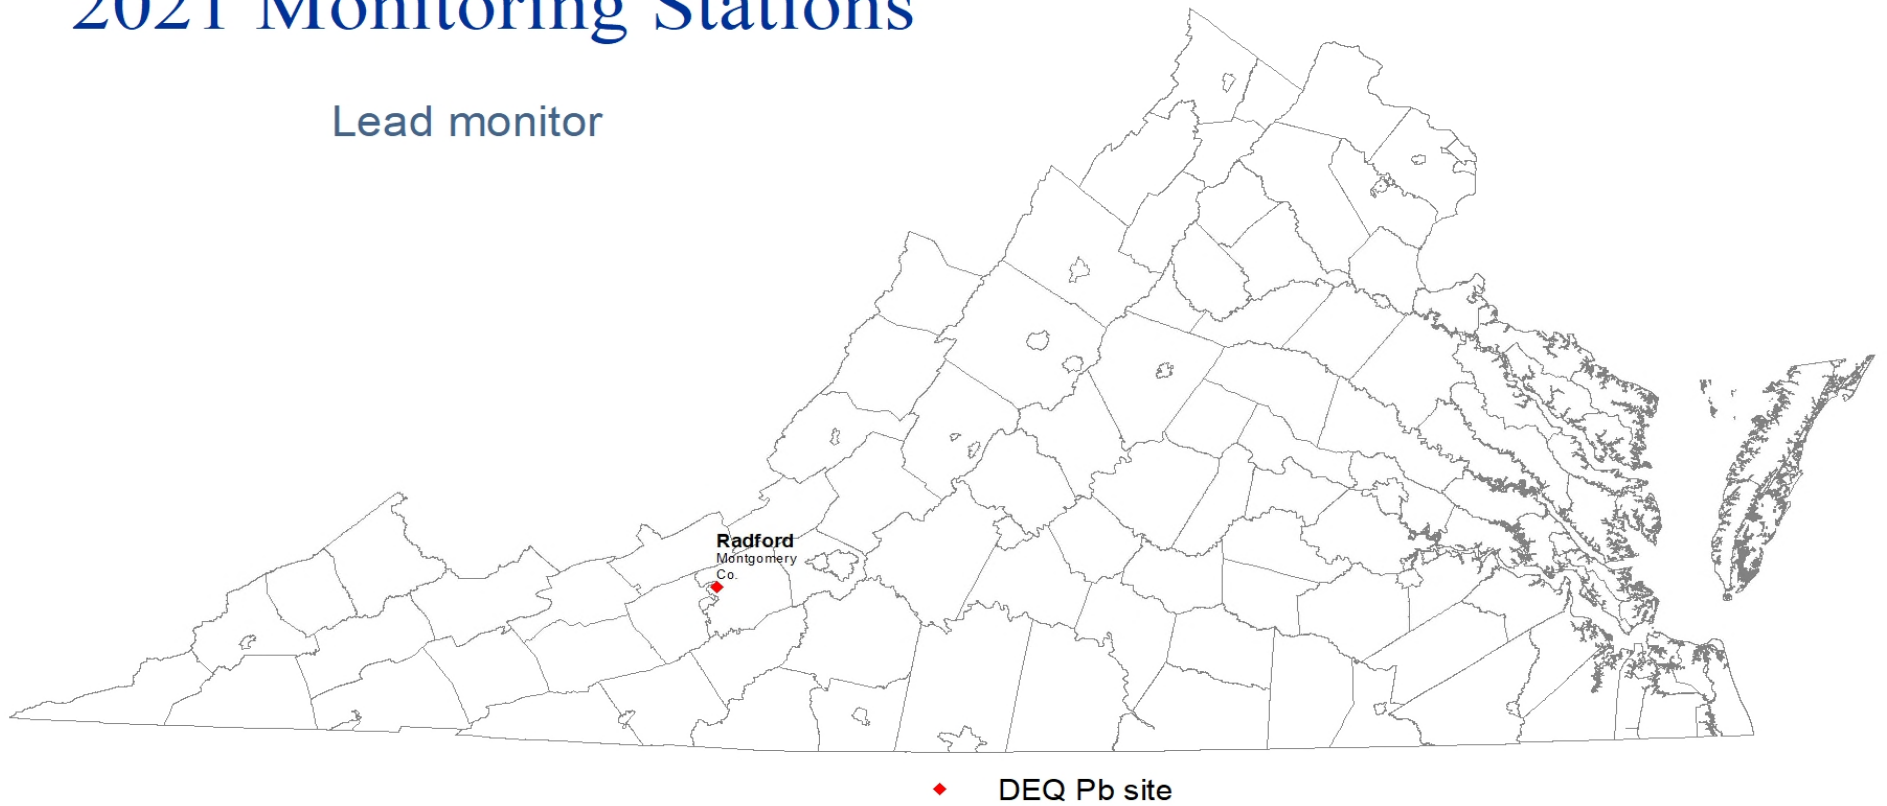 2021 Monitoring Stations
Lead monitor
Radford
Montgomery
Co.
DEQ Pb site